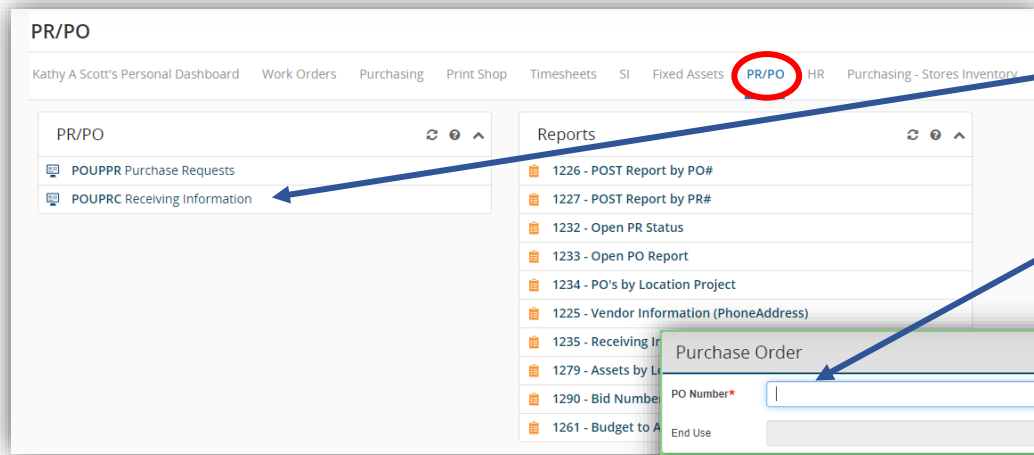 PR/PO
Kathy A Scott's Personal Dashboard Work Orders Purchasing Print Shop Timesheets SI Fixed Assets PR/PO HR Purchasing - Stores Inventory
PR/PO
POUPPR Purchase Requests
POUPRC Receiving Information
Reports
1226 - POST Report by PO#
1227 - POST Report by PR#
1232 - Open PR Status
1233 - Open PO Report
1234 - PO's by Location Project
1225 - Vendor Information (PhoneAddress)
1235 - Receiving
1279 - Assets by
1290 - Bid
1261 - Budget to
Purchase Order
PO Number*
End Use